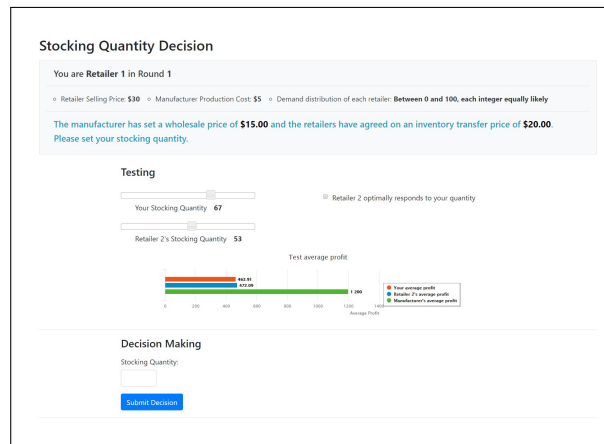 Stocking Quantity Decision
You are Retailer 1 in Round 1
Retailer Selling Price: $30 Manufacturer Production Cost: $5 Demand distribution of each retailer: Between 0 and 100, each integer equally likely
The manufacturer has set a wholesale price of $15.00 and the retailers have agreed on an inventory transfer price of $20.00.
Please set your stocking quantity.
Testing
Retailer 2 optimally responds to your quantity
Your Stocking Quantity 67
Retailer 2's Stocking Quantity 53
Test average profit
463.91
472.09
1 200
Your average profit
Retailer 2's average profit
Manufacturer's average profit
0 200 400 600 800 1000 1200 1400
Average Profit
Decision Making
Stocking Quantity:
Submit Decision